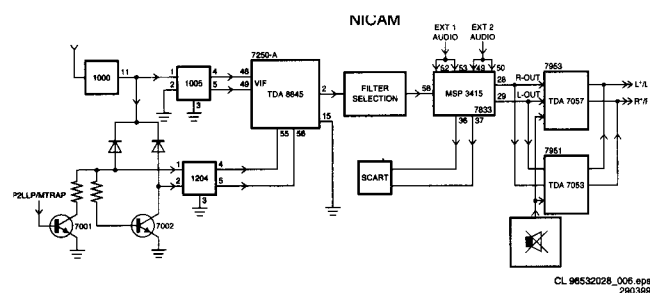 NICAM
EXT 1 AUDIO
EXT 2 AUDIO
1000
11
1
1005
4
48
2
5
49
3
7250-A
VIF
TDA 8845
2
15
55
56
FILTER SELECTION
58
52
53
49
50
MSP 3415
7833
28
R-OUT
29
L-OUT
36
37
SCART
7953
TDA 7057
L'/L
R'/F
7951
TDA 7053
1
1204
4
2
5
3
P2LLP/MTRAP
7001
7002
CL 96532028_006.eps
290399